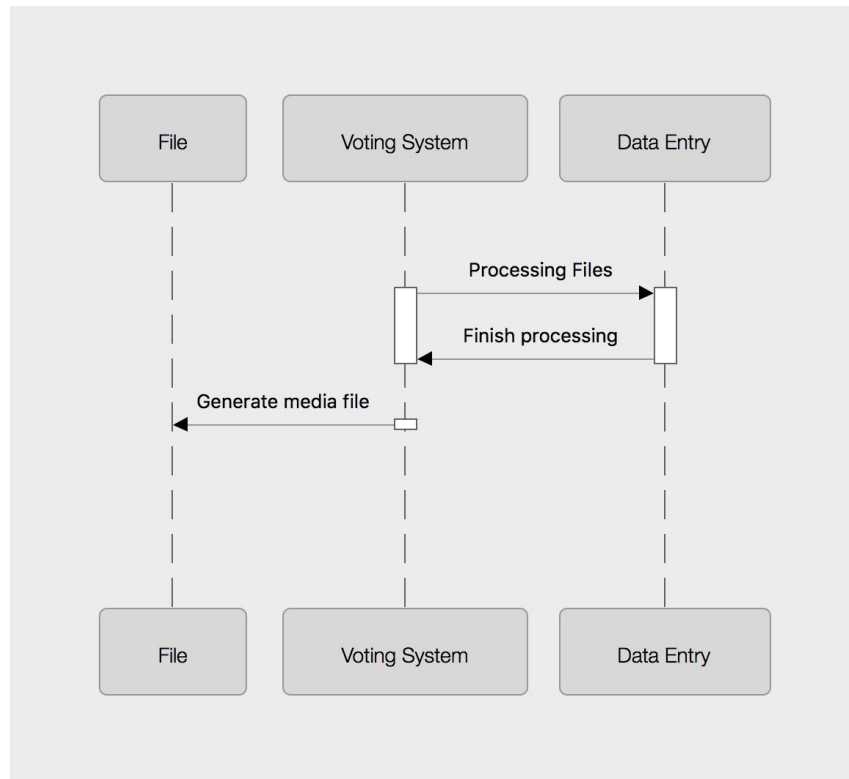 File
Voting System
Data Entry
Processing Files
Finish processing
Generate media file
File
Voting System
Data Entry